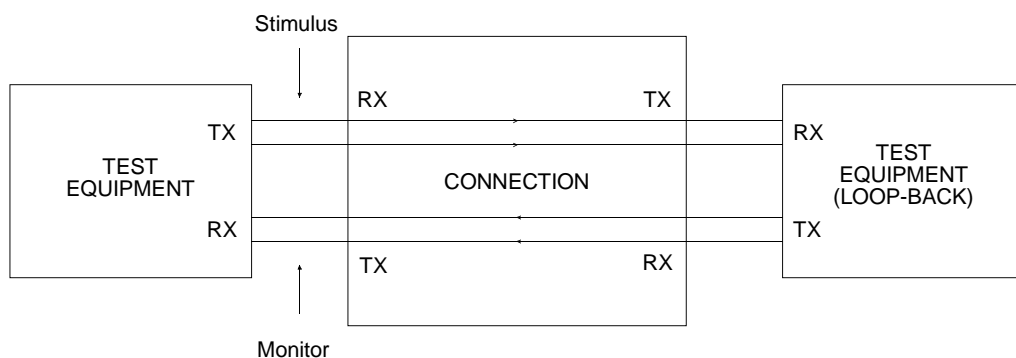 Stimulus
RX
TX
TX
RX
TEST
EQUIPMENT
CONNECTION
TEST
EQUIPMENT
(LOOP-BACK)
RX
TX
TX
RX
Monitor